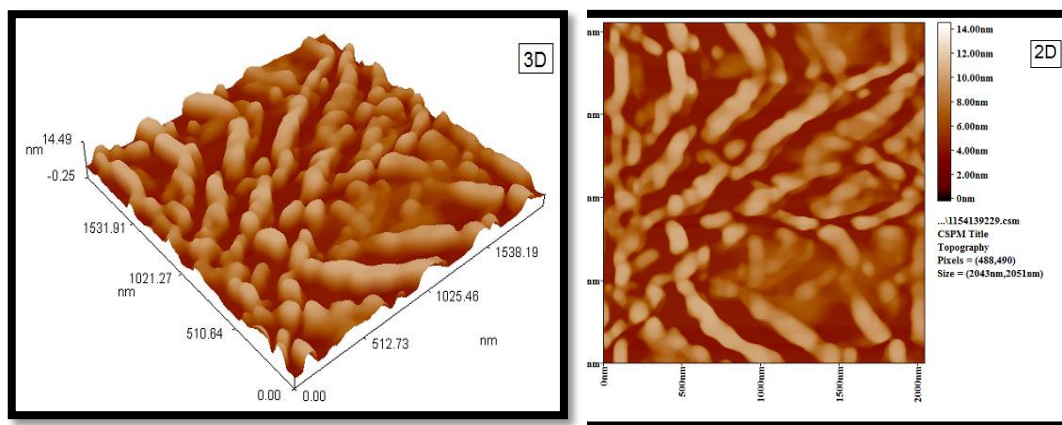 3D
14.49
nm
-0.25
1531.91
1021.27
nm
510.64
0.00
0.00
512.73
1025.46
nm
1538.19
2D
nm
nm
nm
nm
nm
0nm
500nm
1000nm
1500nm
2000nm
14.00nm
12.00nm
10.00nm
8.00nm
6.00nm
4.00nm
2.00nm
0nm
...\1154139229.csm
CSPM Title
Topography
Pixels = (488,490)
Size = (2043nm,2051nm)